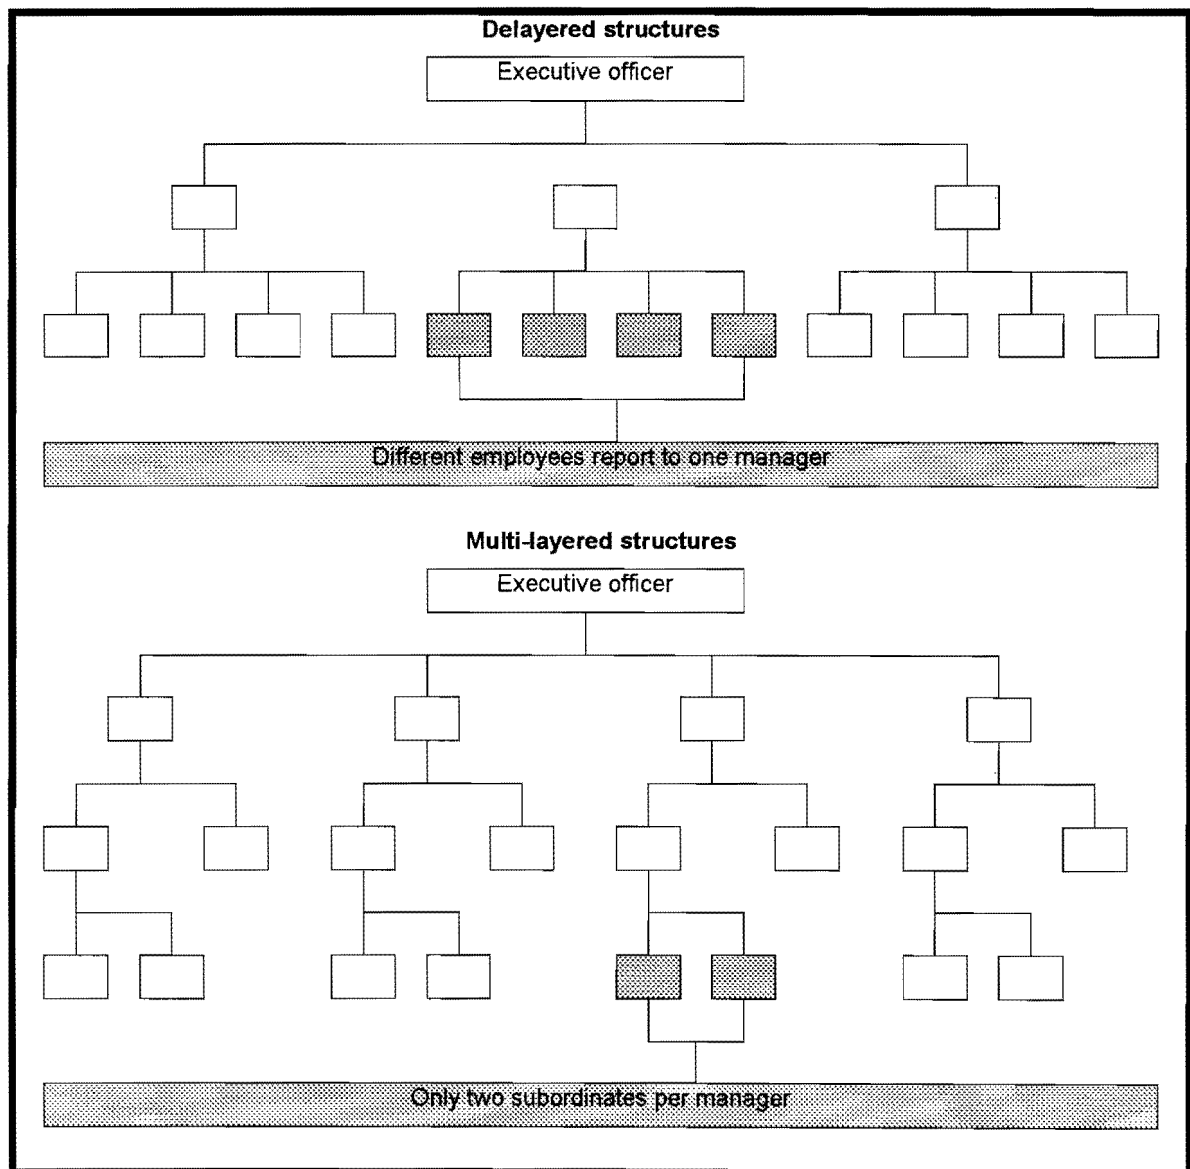 Delayered structures
Executive officer
Different employees report to one manager
Multi-layered structures
Executive officer
Only two subordinates per manager